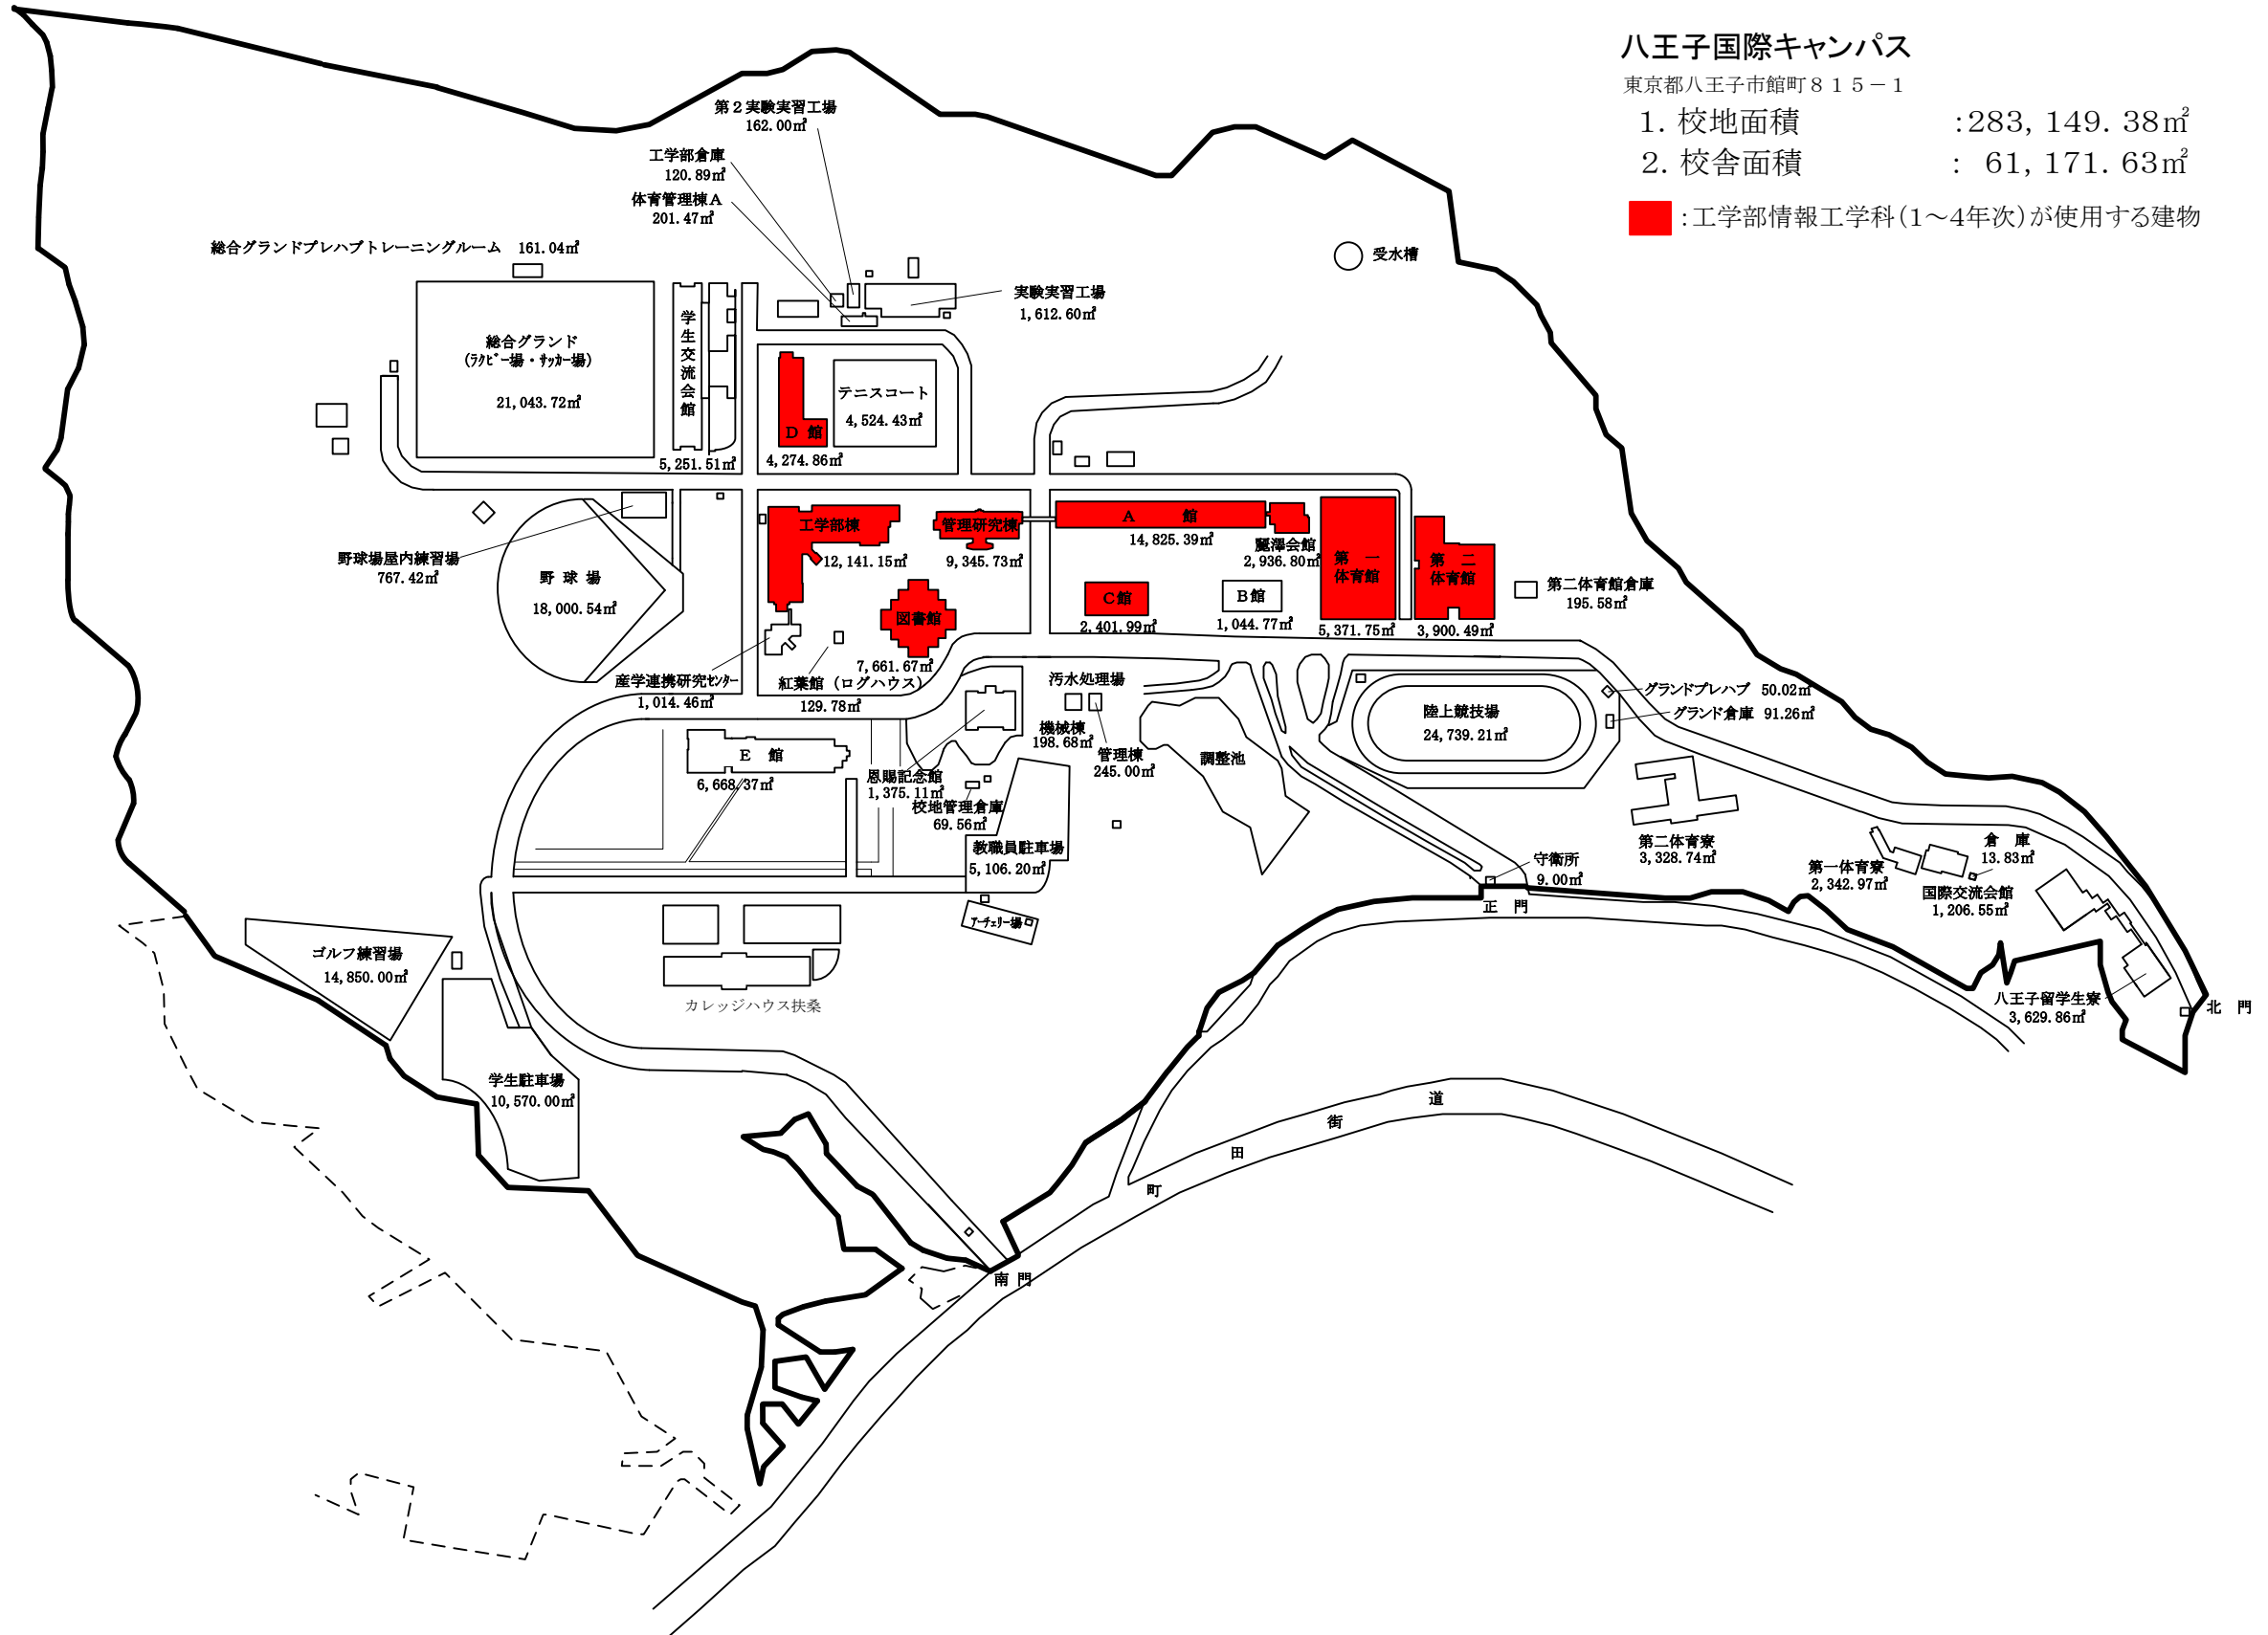 八王子国際キャンパス
東京都八王子市館町８１５－１
1. 校地面積 :283, 149. 38㎡
2. 校舎面積 : 61, 171. 63㎡
:工学部情報工学科(1～4年次)が使用する建物
第２実験実習工場
162.00㎡
工学部倉庫
120.89㎡
体育管理棟A
201.47㎡
総合グランドプレハブトレーニングルーム 161.04㎡
受水槽
実験実習工場
1,612.60㎡
総合グランド
(ﾗｸﾞﾋﾞｰ場・ｻｯｶｰ場)
21,043.72㎡
学生交流会館
5,251.51㎡
D 館
4,274.86㎡
テニスコート
4,524.43㎡
野球場屋内練習場
767.42㎡
野 球 場
18,000.54㎡
工学部棟
12,141.15㎡
管理研究棟
9,345.73㎡
A 館
14,825.39㎡
麗澤会館
2,936.80㎡
第 一
体育館
5,371.75㎡
第 二
体育館
3,900.49㎡
第二体育館倉庫
195.58㎡
C館
2,401.99㎡
B館
1,044.77㎡
図書館
7,661.67㎡
産学連携研究ｾﾝﾀｰ
1,014.46㎡
紅葉館（ログハウス）
129.78㎡
E 館
6,668.37㎡
恩賜記念館
1,375.11㎡
校地管理倉庫
69.56㎡
汚水処理場
機械棟
198.68㎡
管理棟
245.00㎡
調整池
陸上競技場
24,739.21㎡
グランドプレハブ 50.02㎡
グランド倉庫 91.26㎡
教職員駐車場
5,106.20㎡
ｱｰﾁｪﾘｰ場
守衛所
9.00㎡
正 門
第二体育寮
3,328.74㎡
第一体育寮
2,342.97㎡
倉 庫
13.83㎡
国際交流会館
1,206.55㎡
八王子留学生寮
3,629.86㎡
北 門
ゴルフ練習場
14,850.00㎡
カレッジハウス扶桑
学生駐車場
10,570.00㎡
町 田 街 道
南 門